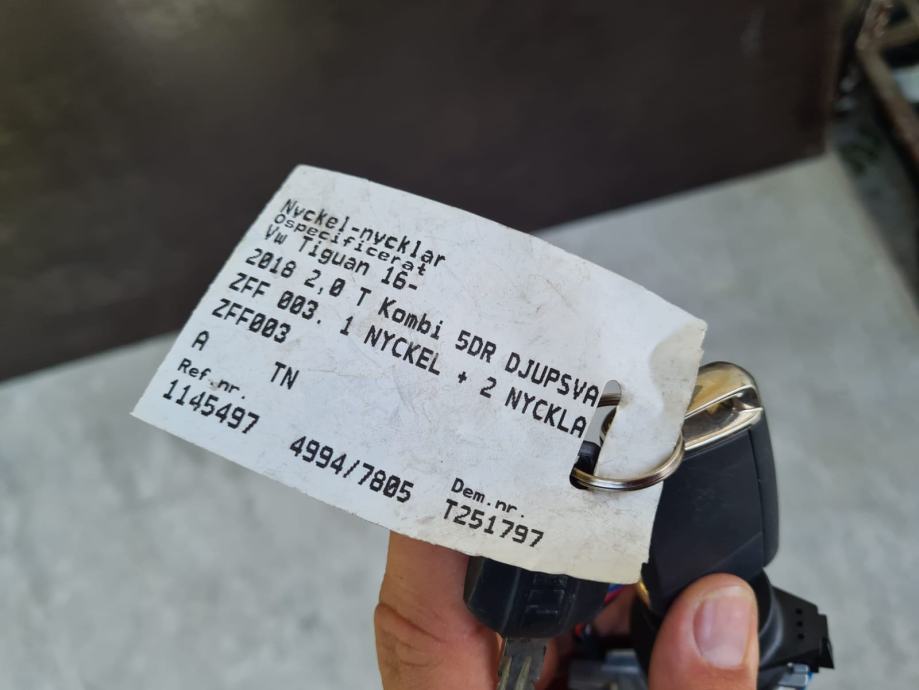 Nyckel-nycklar
Ospecificerat
Vw Tiguan 16-
2018 2,0 T Kombi 5DR DJUPSVA
ZFF 003. 1 NYCKEL + 2 NYCKLA
ZFF003
A TN
Ref.nr.
1145497 4994/7805
Dem.nr.
T251797